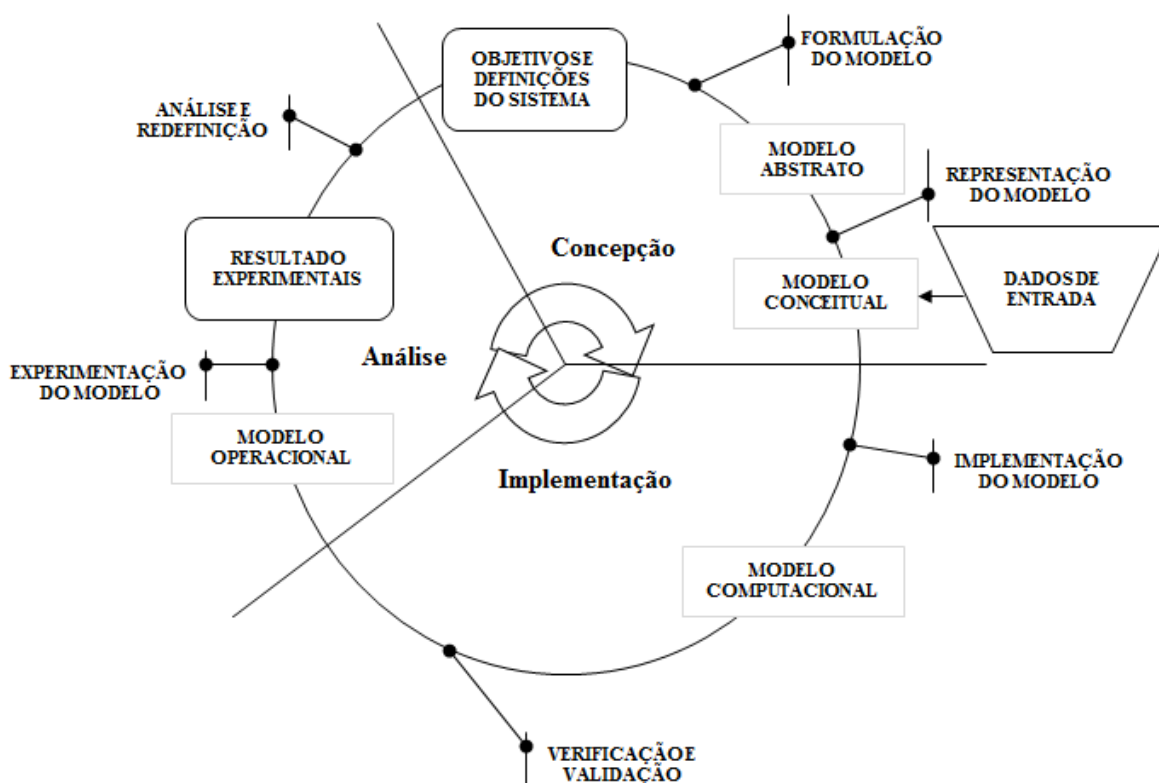 OBJETIVOS E
DEFINIÇÕES
DO SISTEMA
FORMULAÇÃO
DO MODELO
MODELO
ABSTRATO
REPRESENTAÇÃO
DO MODELO
MODELO
CONCEITUAL
DADOS DE
ENTRADA
IMPLEMENTAÇÃO
DO MODELO
MODELO
COMPUTACIONAL
VERIFICAÇÃO E
VALIDAÇÃO
MODELO
OPERACIONAL
EXPERIMENTAÇÃO
DO MODELO
RESULTADO
EXPERIMENTAIS
ANÁLISE E
REDEFINIÇÃO
Concepção
Análise
Implementação